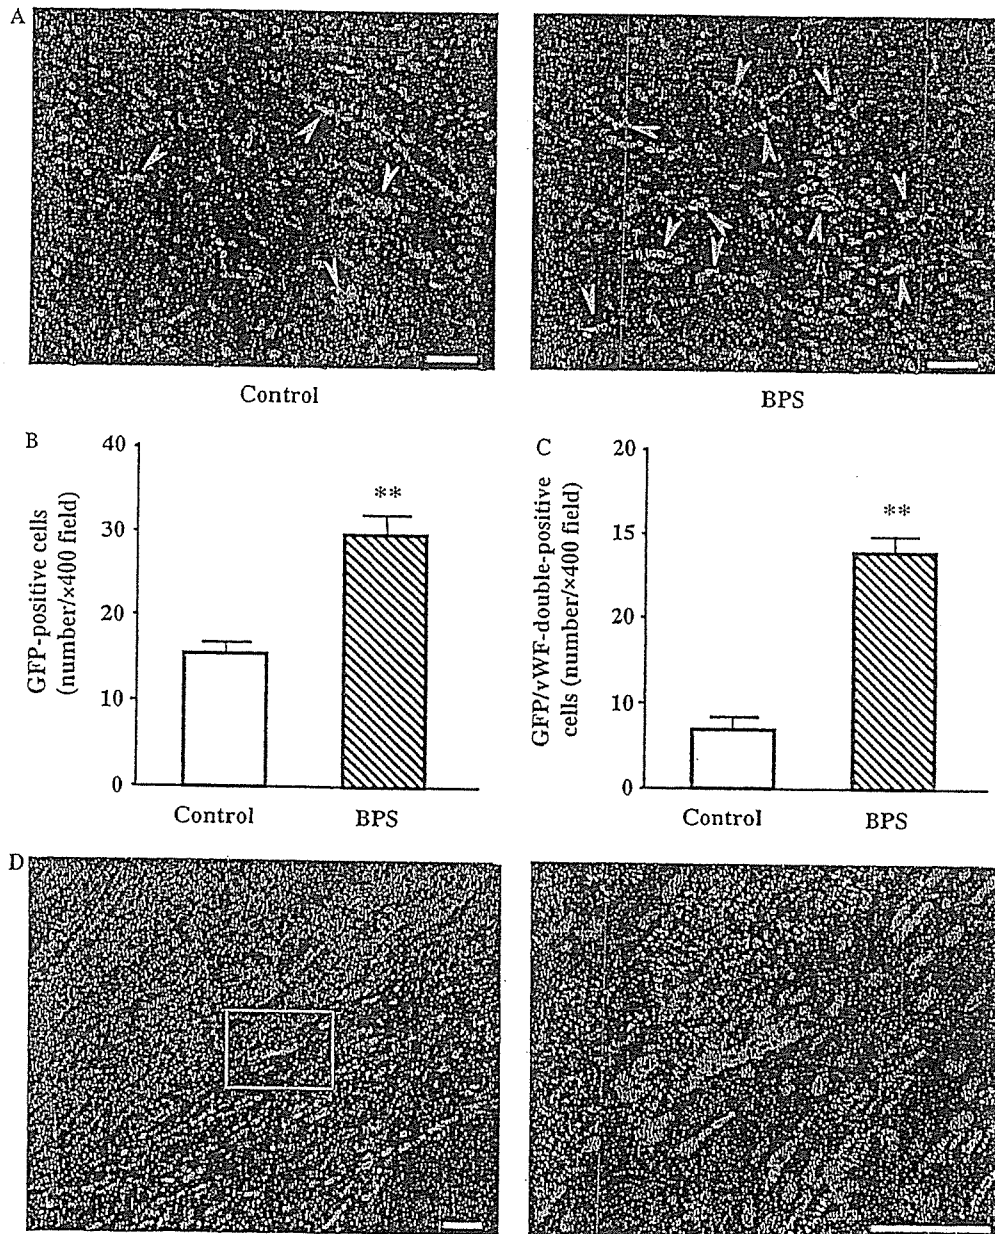 A
Control
BPS
B
GFP-positive cells
(number/×400 field)
40
30
20
10
0
**
Control
BPS
C
GFP/vWF-double-positive
cells (number/×400 field)
20
15
20
10
0
**
Control
BPS
D